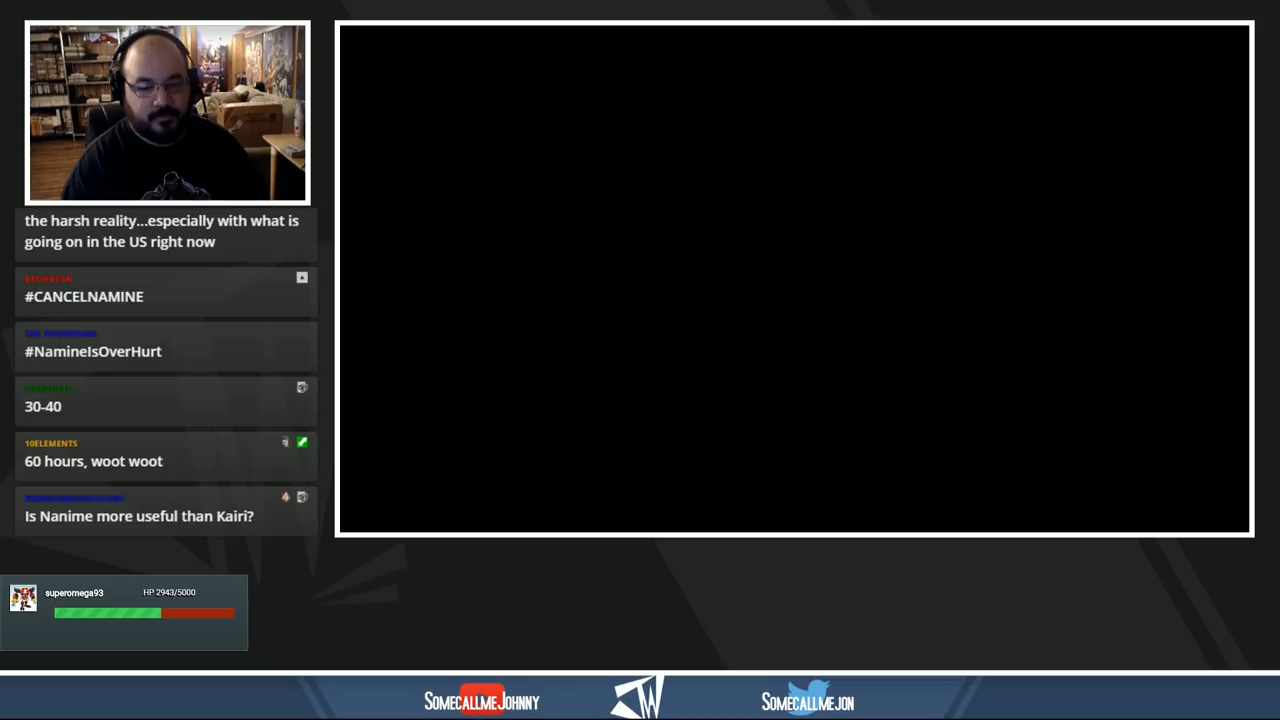 the harsh reality...especially with what is
going on in the US right now
#CANCELNAMINE
#NamineIsOverHurt
30-40
10ELEMENTS
60 hours, woot woot
Is Nanime more useful than Kairi?
superomega93 HP 2943/5000
SomecallmeJohnny
Somecallmejon